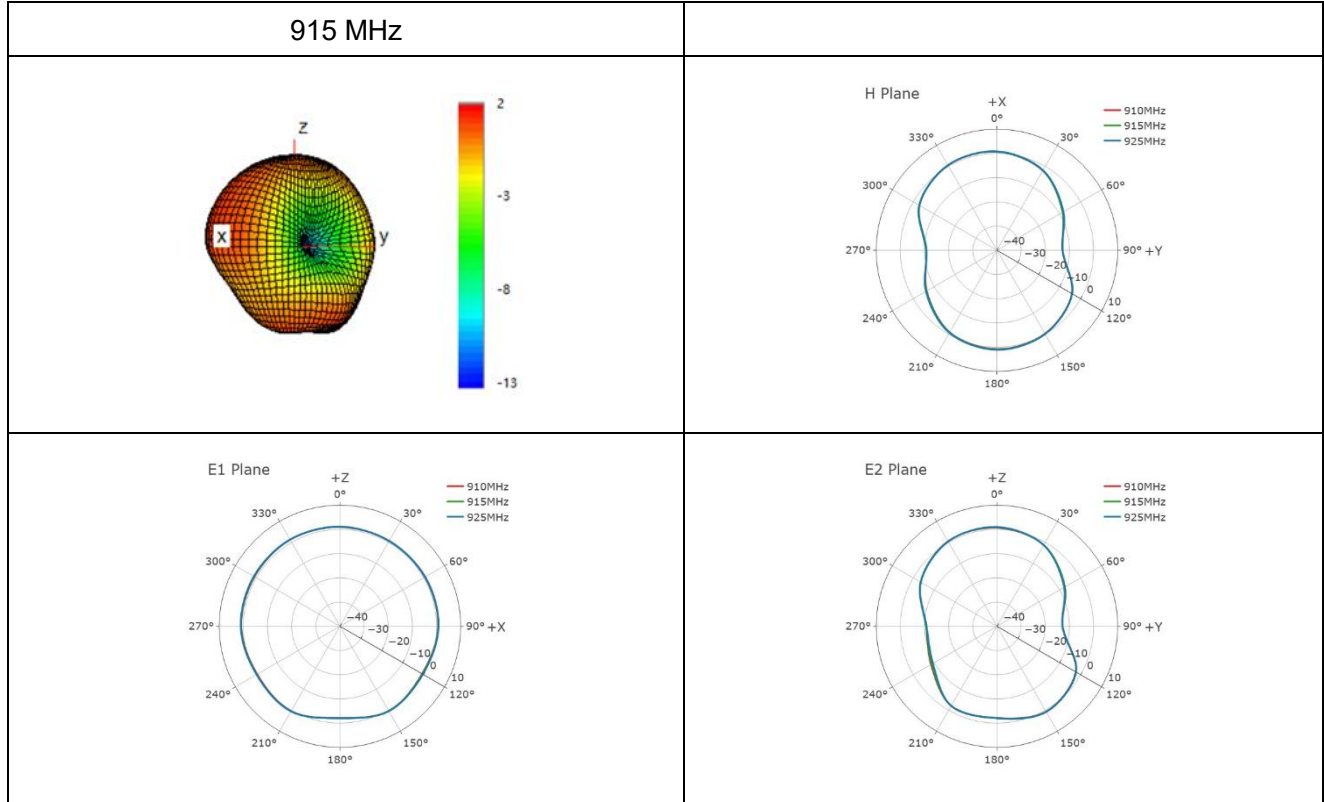 915 MHz
2
-3
-8
-13
z
x
y
H Plane
+X
0°
30°
60°
90° +Y
120°
150°
180°
210°
240°
270°
300°
330°
−40
−30
−20
−10
0
10
910MHz
915MHz
925MHz
E1 Plane
+Z
0°
30°
60°
90° +X
120°
150°
180°
210°
240°
270°
300°
330°
−40
−30
−20
−10
0
10
910MHz
915MHz
925MHz
E2 Plane
+Z
0°
30°
60°
90° +Y
120°
150°
180°
210°
240°
270°
300°
330°
−40
−30
−20
−10
0
10
910MHz
915MHz
925MHz